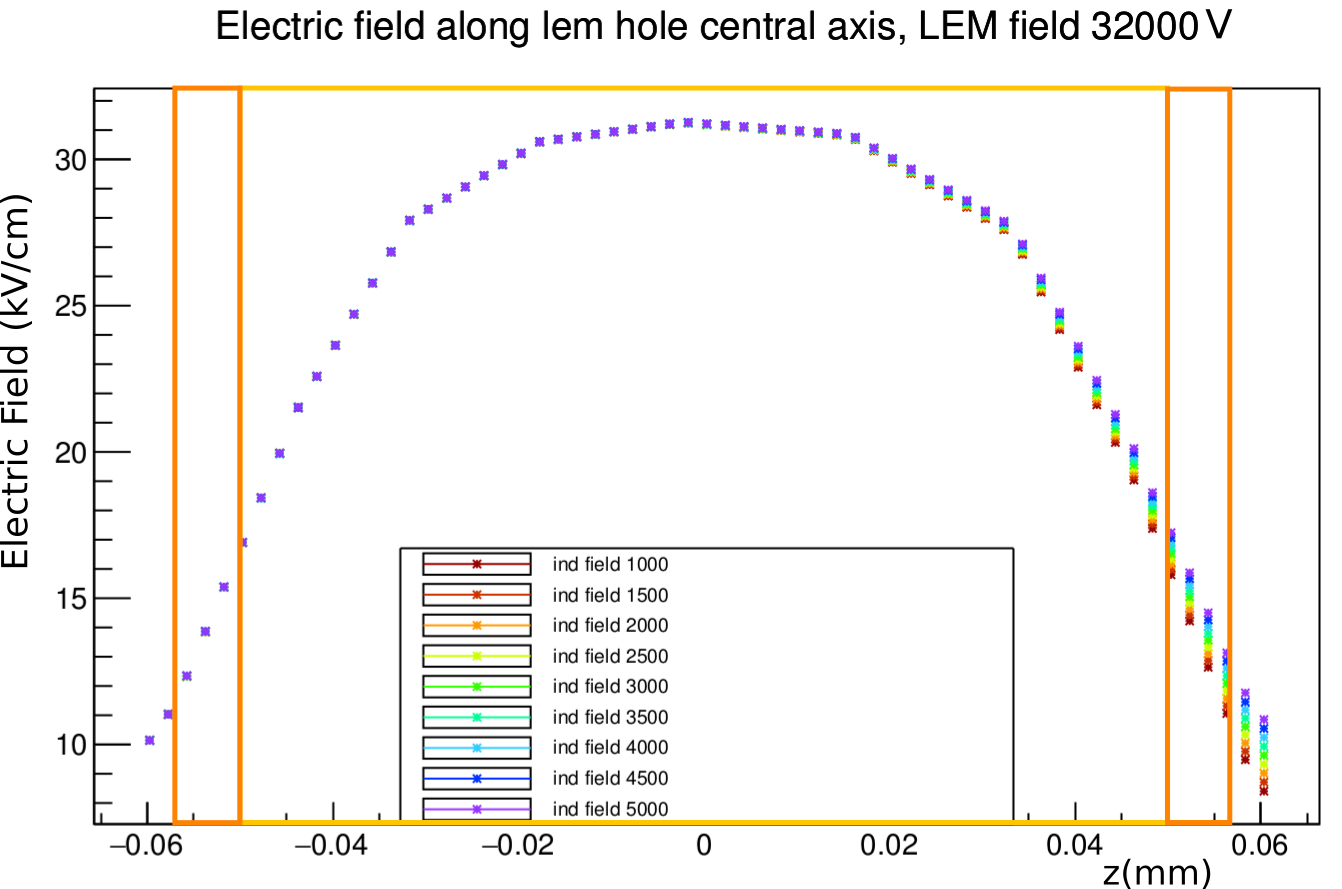 Electric field along lem hole central axis, LEM field 32000 V
Electric Field (kV/cm)
30
25
20
15
10
ind field 1000
ind field 1500
ind field 2000
ind field 2500
ind field 3000
ind field 3500
ind field 4000
ind field 4500
ind field 5000
−0.06 −0.04 −0.02 0 0.02 0.04 0.06
z(mm)